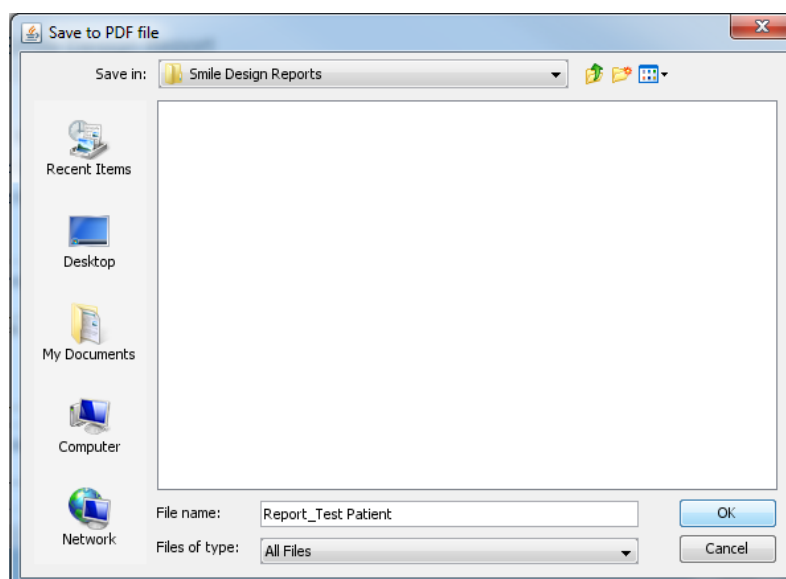 Save to PDF file
Save in:
Smile Design Reports
Recent Items
Desktop
My Documents
Computer
Network
File name:
Report_Test Patient
OK
Files of type:
All Files
Cancel